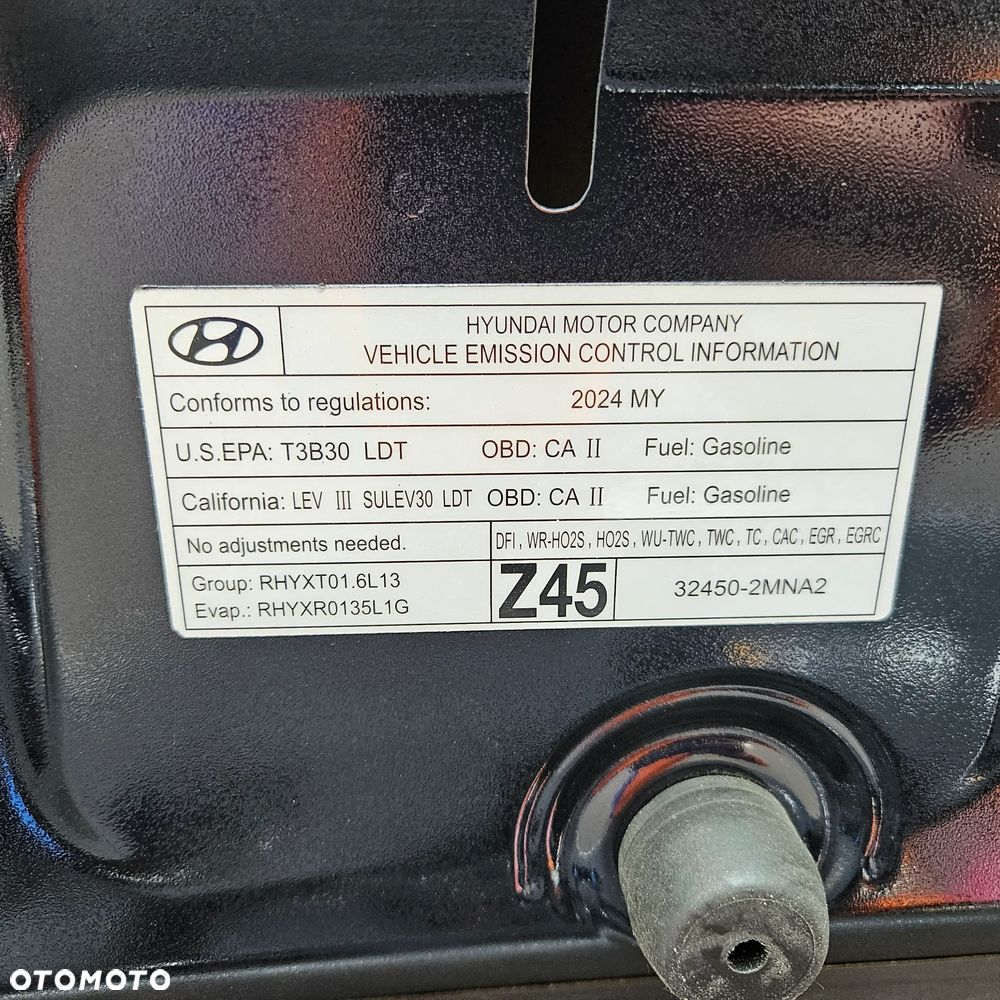 HYUNDAI MOTOR COMPANY
VEHICLE EMISSION CONTROL INFORMATION
Conforms to regulations: 2024 MY
U.S.EPA: T3B30 LDT OBD: CA II Fuel: Gasoline
California: LEV III SULEV30 LDT OBD: CA II Fuel: Gasoline
No adjustments needed. DFI , WR-HO2S , HO2S , WU-TWC , TWC , TC , CAC , EGR , EGRC
Group: RHYXT01.6L13
Evap.: RHYXR0135L1G
Z45
32450-2MNA2
OTOMOTO